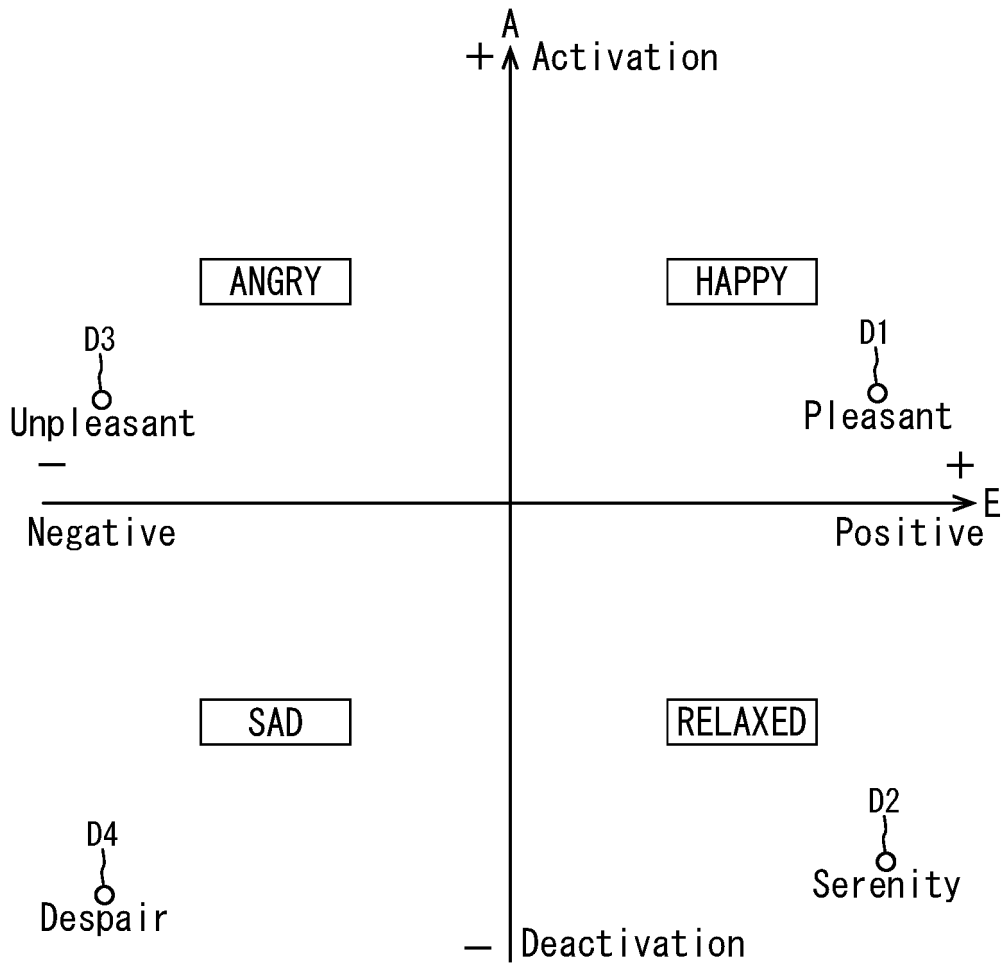 A
+ Activation
ANGRY
HAPPY
D3
D1
Unpleasant
Pleasant
−
+
E
Negative
Positive
SAD
RELAXED
D4
D2
Despair
Serenity
− Deactivation